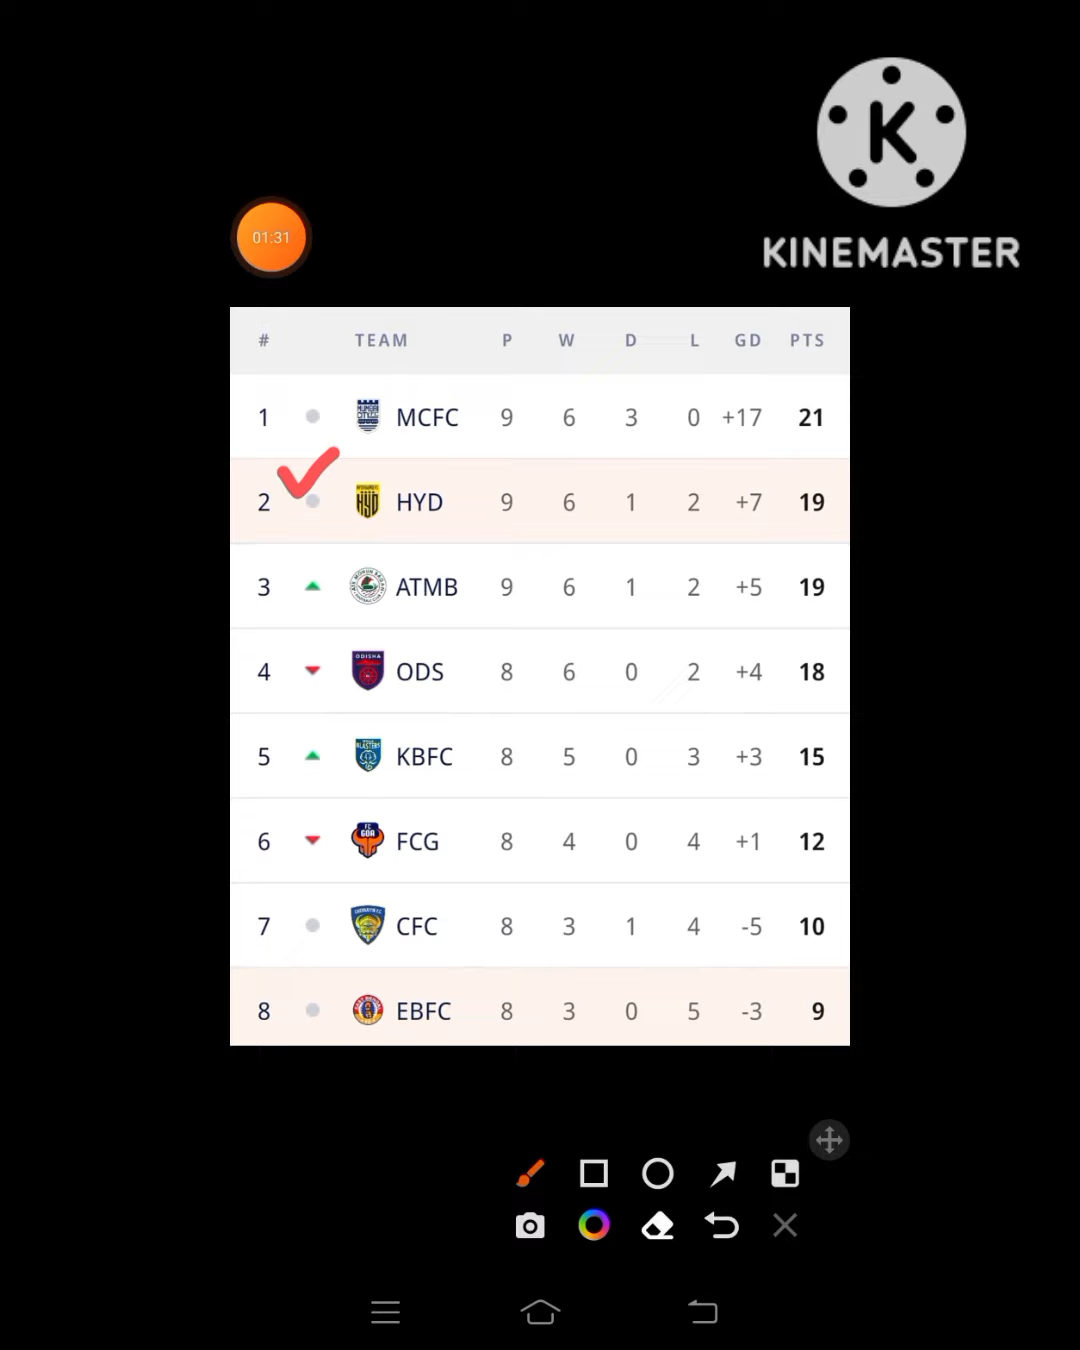 KINEMASTER
01:31
# TEAM P W D L GD PTS
1 MCFC 9 6 3 0 +17 21
2 HYD 9 6 1 2 +7 19
3 ATMB 9 6 1 2 +5 19
4 ODS 8 6 0 2 +4 18
5 KBFC 8 5 0 3 +3 15
6 FCG 8 4 0 4 +1 12
7 CFC 8 3 1 4 -5 10
8 EBFC 8 3 0 5 -3 9